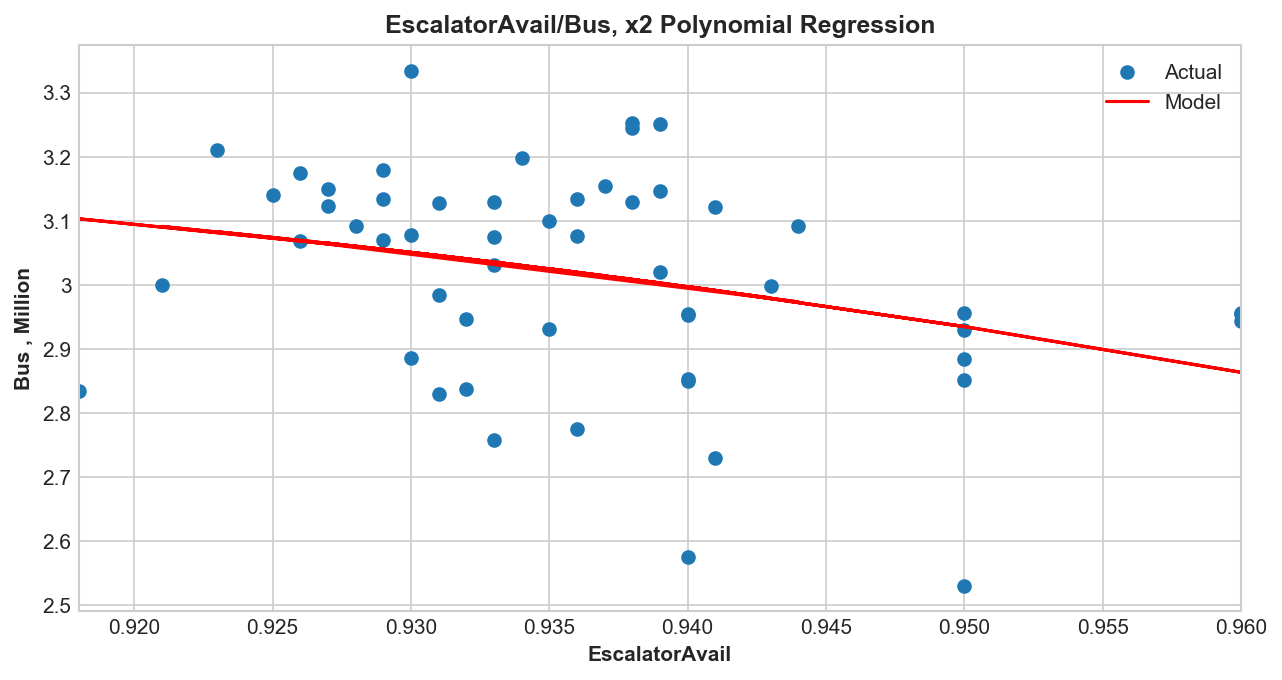 EscalatorAvail/Bus, x2 Polynomial Regression
Actual
Model
3.3
3.2
3.1
3
2.9
2.8
2.7
2.6
2.5
Bus , Million
0.920 0.925 0.930 0.935 0.940 0.945 0.950 0.955 0.960
EscalatorAvail